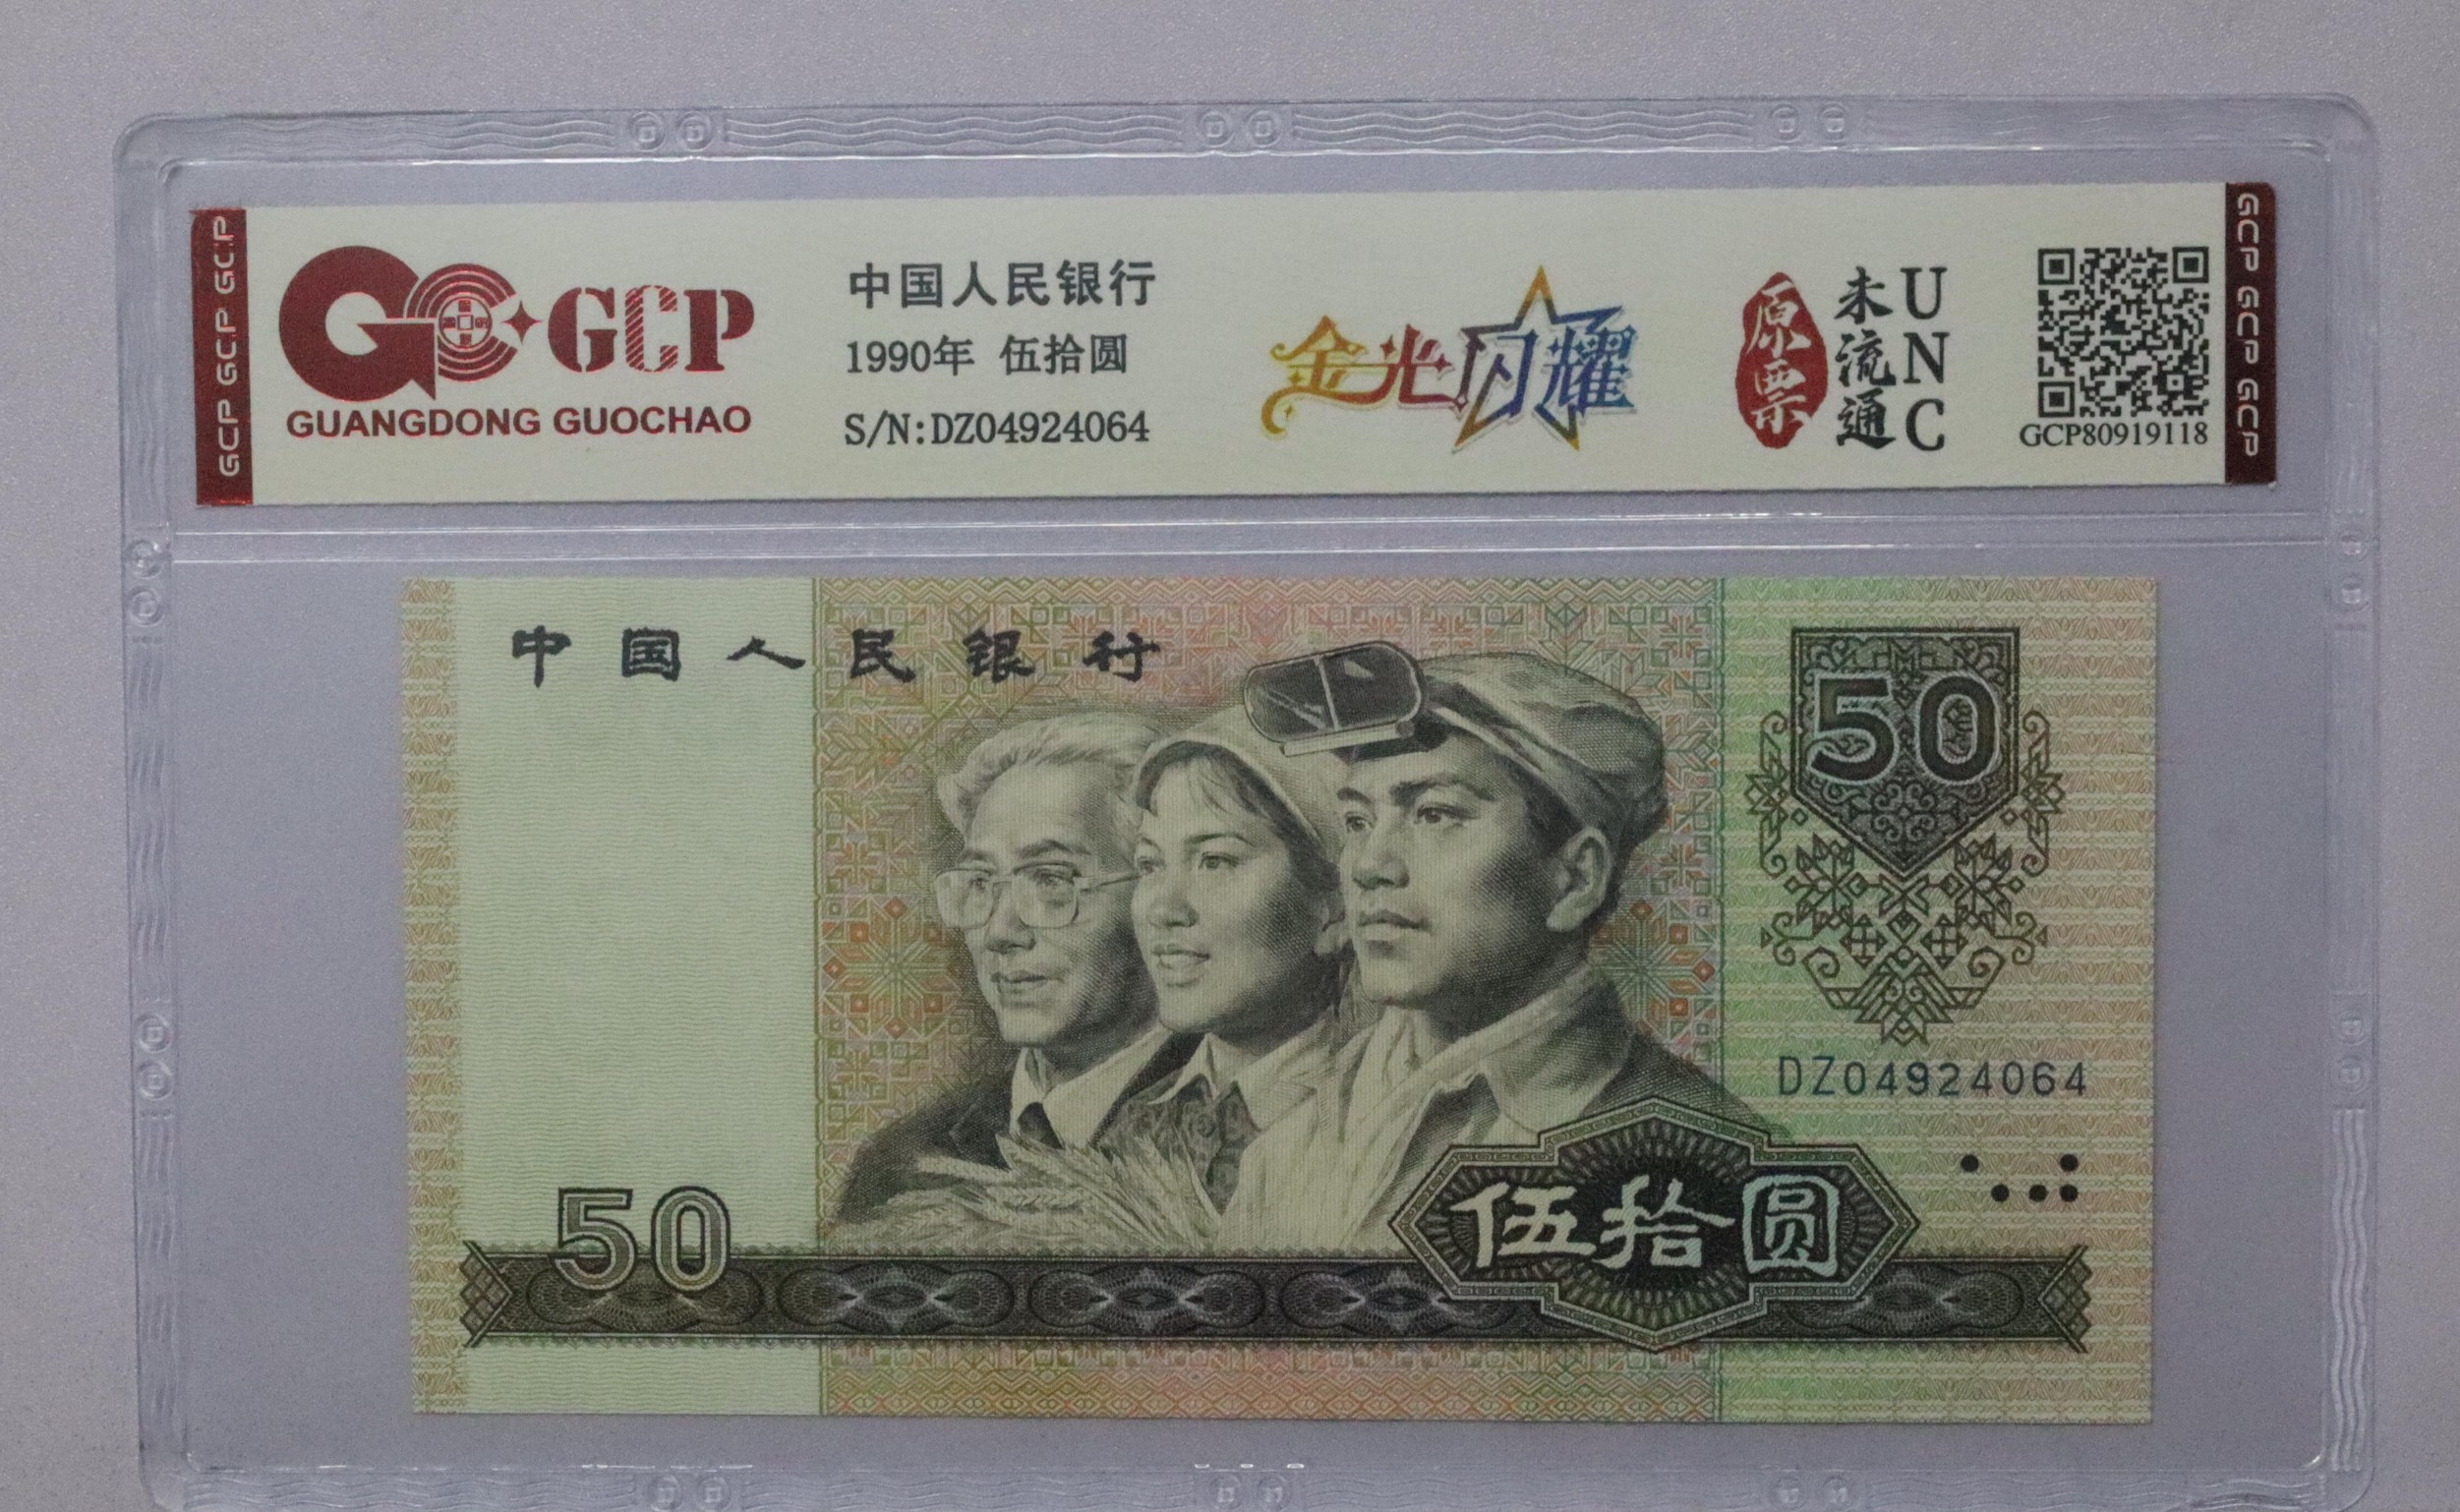 GCP GCP GCP
GCP
GUANGDONG GUOCHAO
中国人民银行
1990年 伍拾圆
S/N:DZ04924064
金光闪耀
原票
未流通
UNC
GCP80919118
GCP GCP GCP
中国人民银行
50
DZ04924064
50
伍拾圆